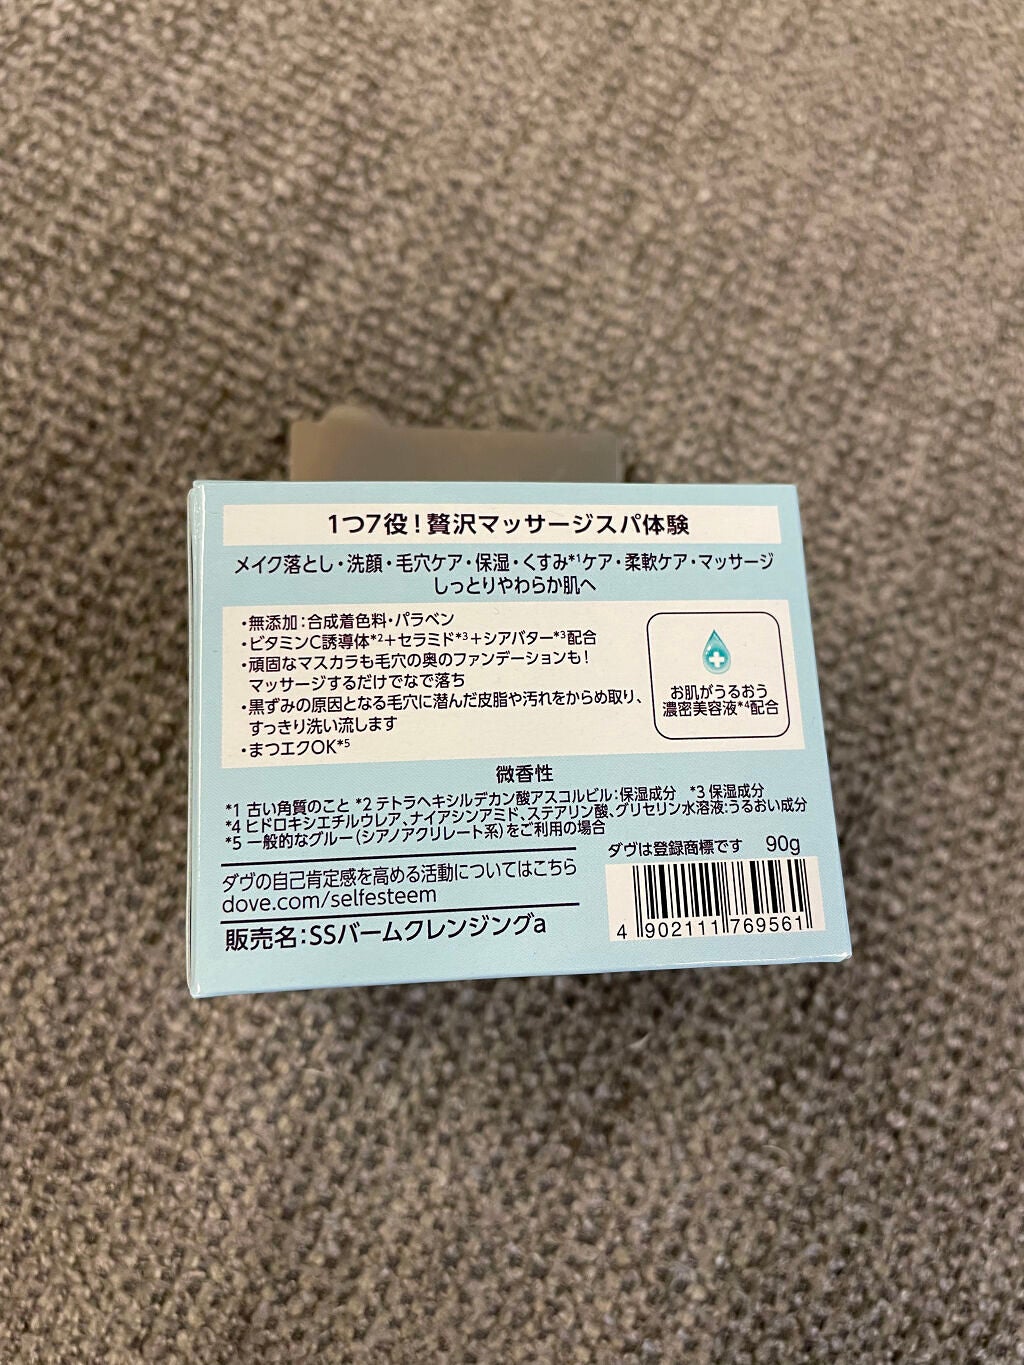 1つ7役！贅沢マッサージスパ体験
メイク落とし・洗顔・毛穴ケア・保湿・くすみ*1ケア・柔軟ケア・マッサージ
しっとりやわらか肌へ
・無添加：合成着色料・パラベン
・ビタミンC誘導体*2＋セラミド*3＋シアバター*3配合
・頑固なマスカラも毛穴の奥のファンデーションも！
マッサージするだけでなで落ち
・黒ずみの原因となる毛穴に潜んだ皮脂や汚れをからめ取り、
すっきり洗い流します
・まつエクOK*5
お肌がうるおう
濃密美容液*4配合
微香性
*1 古い角質のこと *2 テトラヘキシルデカン酸アスコルビル：保湿成分 *3 保湿成分
*4 ヒドロキシエチルウレア、ナイアシンアミド、ステアリン酸、グリセリン水溶液：うるおい成分
*5 一般的なグルー（シアノアクリレート系）をご利用の場合
ダヴは登録商標です 90g
ダヴの自己肯定感を高める活動についてはこちら
dove.com/selfesteem
販売名：SSバームクレンジングa
4 902111 769561